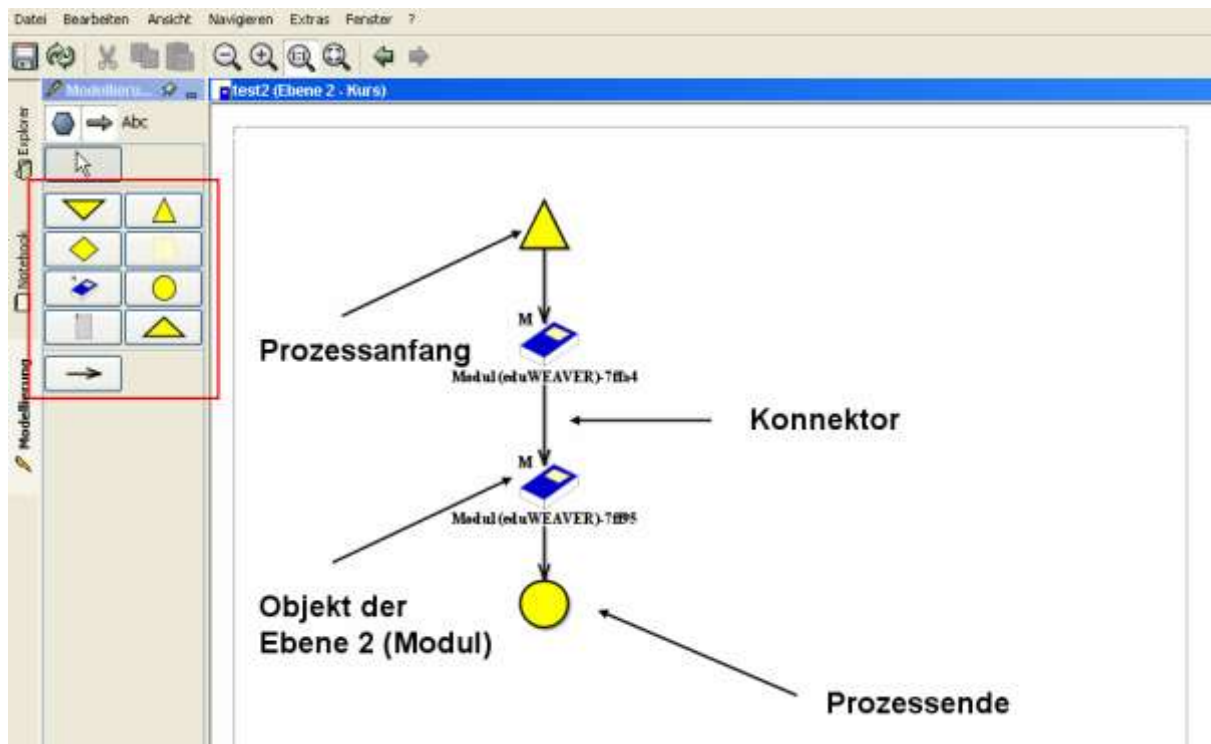 Datei Bearbeiten Ansicht Navigieren Extras Fenster ?
Modellieru...
test2 (Ebene 2 - Kurs)
Abc
Explorer
Notebook
Modellierung
Prozessanfang
M
Modul (eduWEAVER)-7ffa4
Konnektor
M
Modul (eduWEAVER)-7ff95
Objekt der
Ebene 2 (Modul)
Prozessende